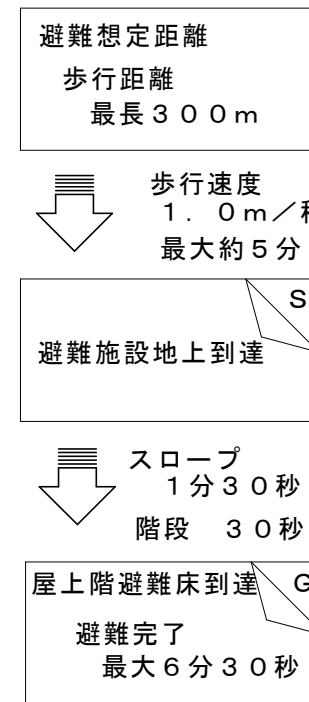 避難想定距離
歩行距離
最長３００ｍ
歩行速度
１．０ｍ／秒
最大約５分
S
避難施設地上到達
スロープ
１分３０秒
階段　３０秒
屋上階避難床到達
G
避難完了
最大６分３０秒